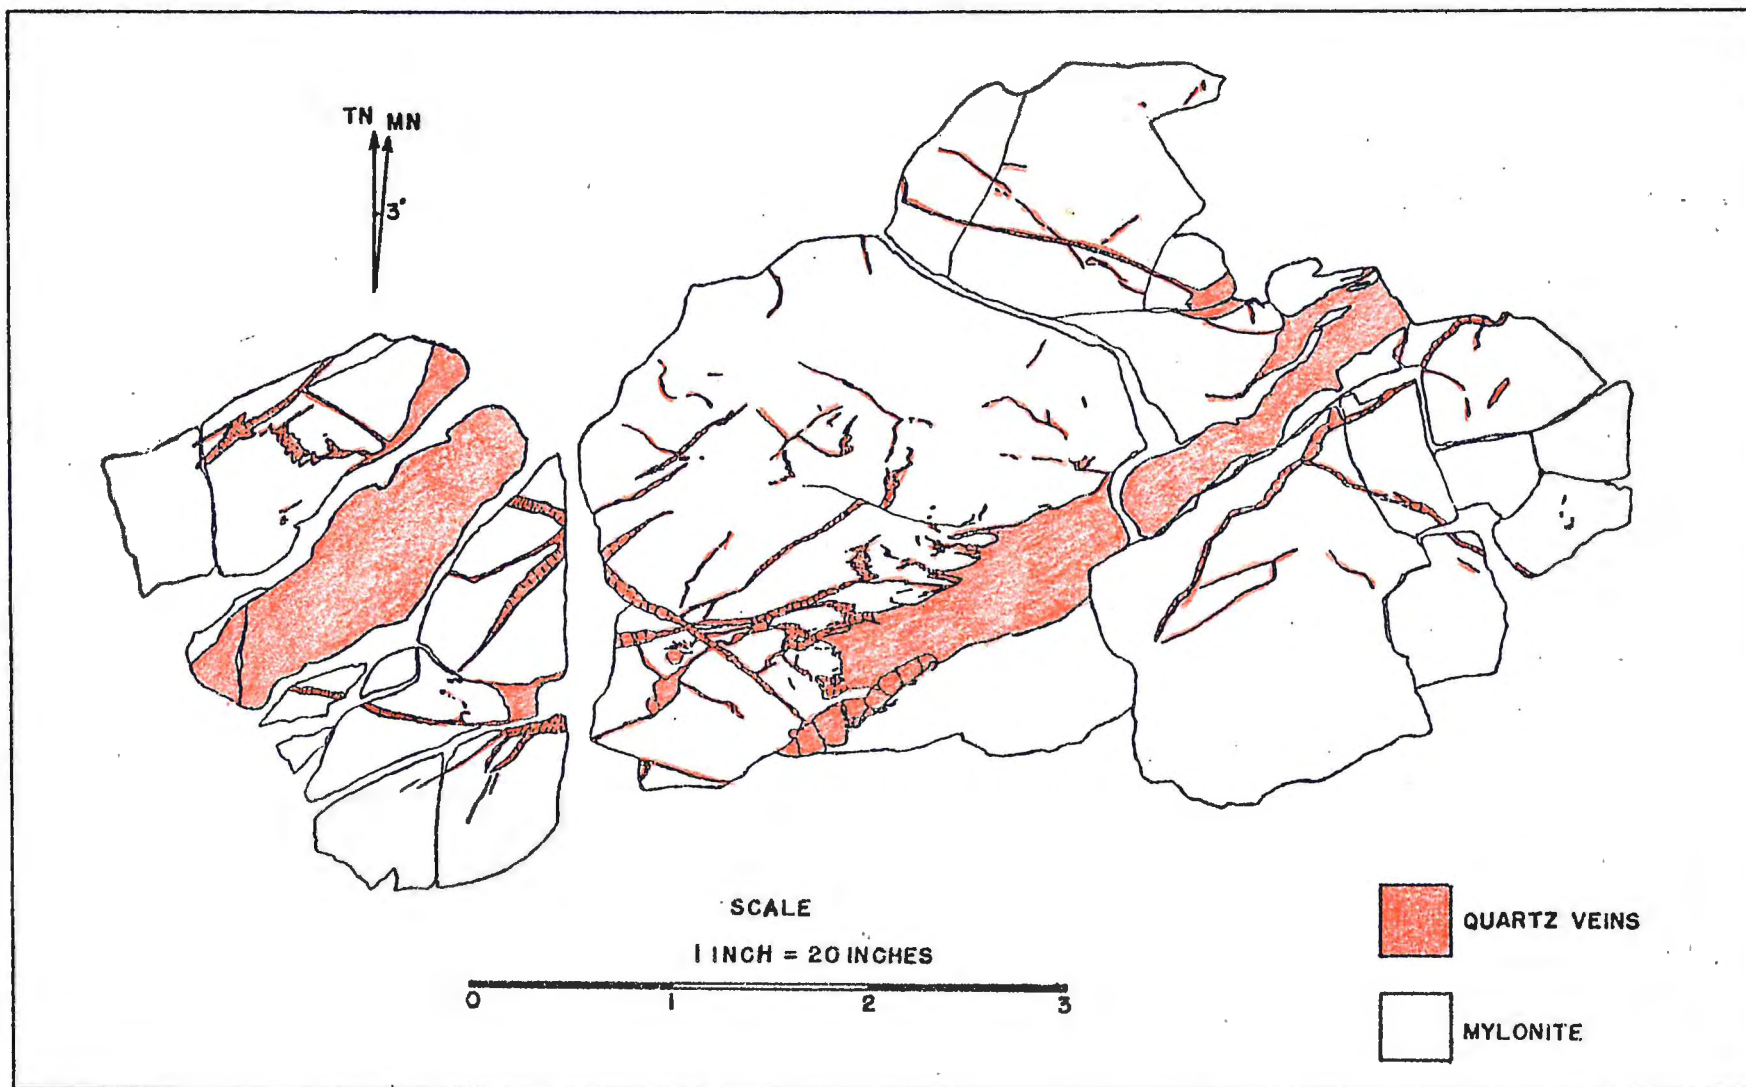 TN MN
3°
SCALE
1 INCH = 20 INCHES
0 1 2 3
QUARTZ VEINS
MYLONITE